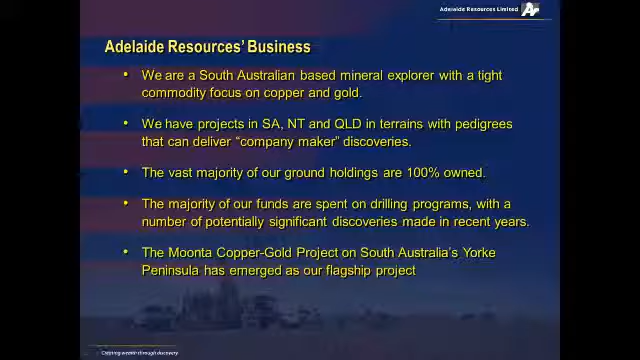 Adelaide Resources Limited
Adelaide Resources' Business
• We are a South Australian based mineral explorer with a tight
commodity focus on copper and gold.
• We have projects in SA, NT and QLD in terrains with pedigrees
that can deliver “company maker” discoveries.
• The vast majority of our ground holdings are 100% owned.
• The majority of our funds are spent on drilling programs, with a
number of potentially significant discoveries made in recent years.
• The Moonta Copper-Gold Project on South Australia's Yorke
Peninsula has emerged as our flagship project
Creating wealth through discovery